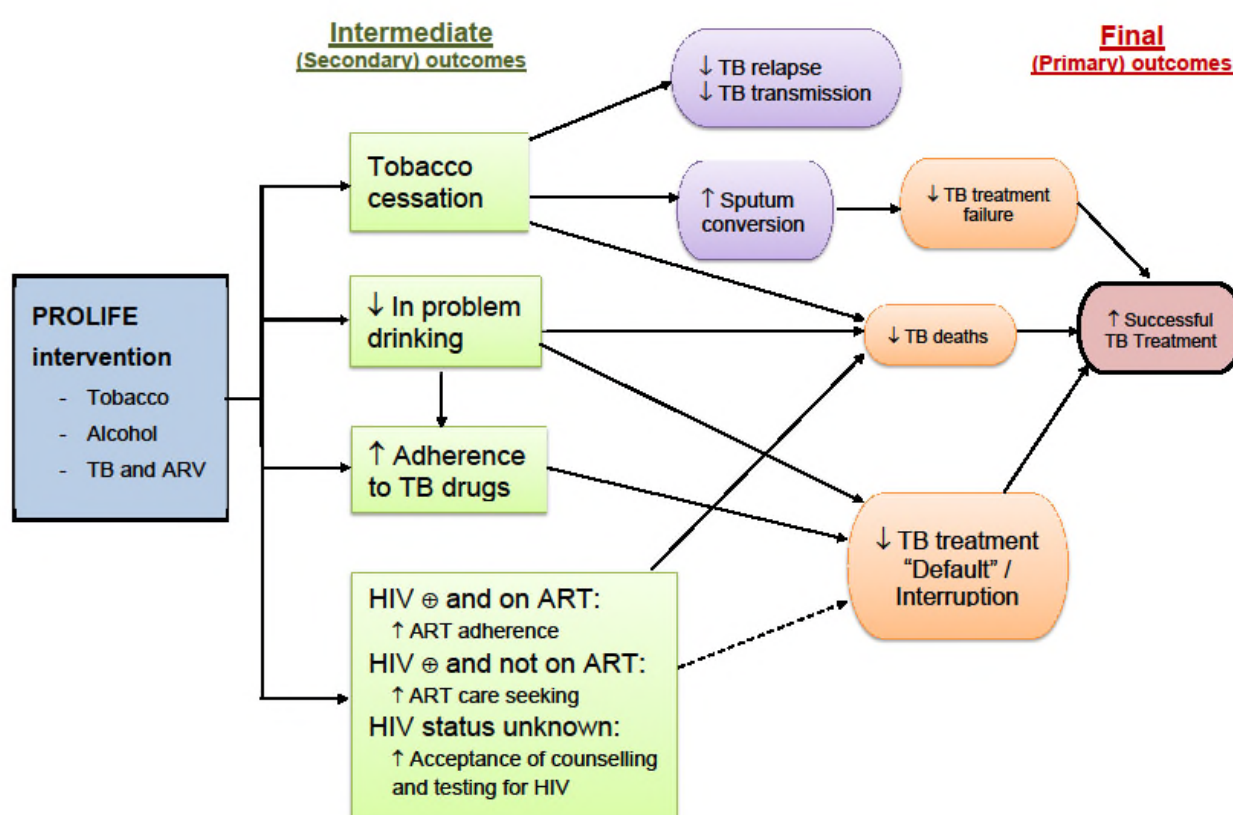 Intermediate
(Secondary) outcomes
Final
(Primary) outcomes
↓ TB relapse
↓ TB transmission
Tobacco
cessation
↑ Sputum
conversion
↓ TB treatment
failure
PROLIFE
intervention
- Tobacco
- Alcohol
- TB and ARV
↓ In problem
drinking
↓ TB deaths
↑ Successful
TB Treatment
↑ Adherence
to TB drugs
↓ TB treatment
“Default” /
Interruption
HIV ⊕ and on ART:
↑ ART adherence
HIV ⊕ and not on ART:
↑ ART care seeking
HIV status unknown:
↑ Acceptance of counselling
and testing for HIV